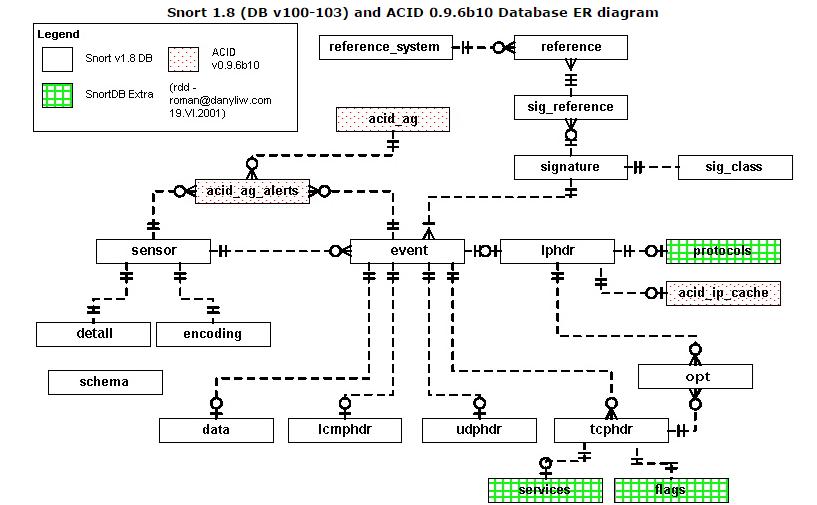 Snort 1.8 (DB v100-103) and ACID 0.9.6b10 Database ER diagram
Legend
Snort v1.8 DB
ACID
v0.9.6b10
SnortDB Extra
(rdd -
roman@danyliw.com
19.VI.2001)
reference_system
reference
sig_reference
acid_ag
signature
sig_class
acid_ag_alerts
sensor
event
Iphdr
protocols
acid_ip_cache
detail
encoding
schema
opt
data
Icmphdr
udphdr
tcphdr
services
flags